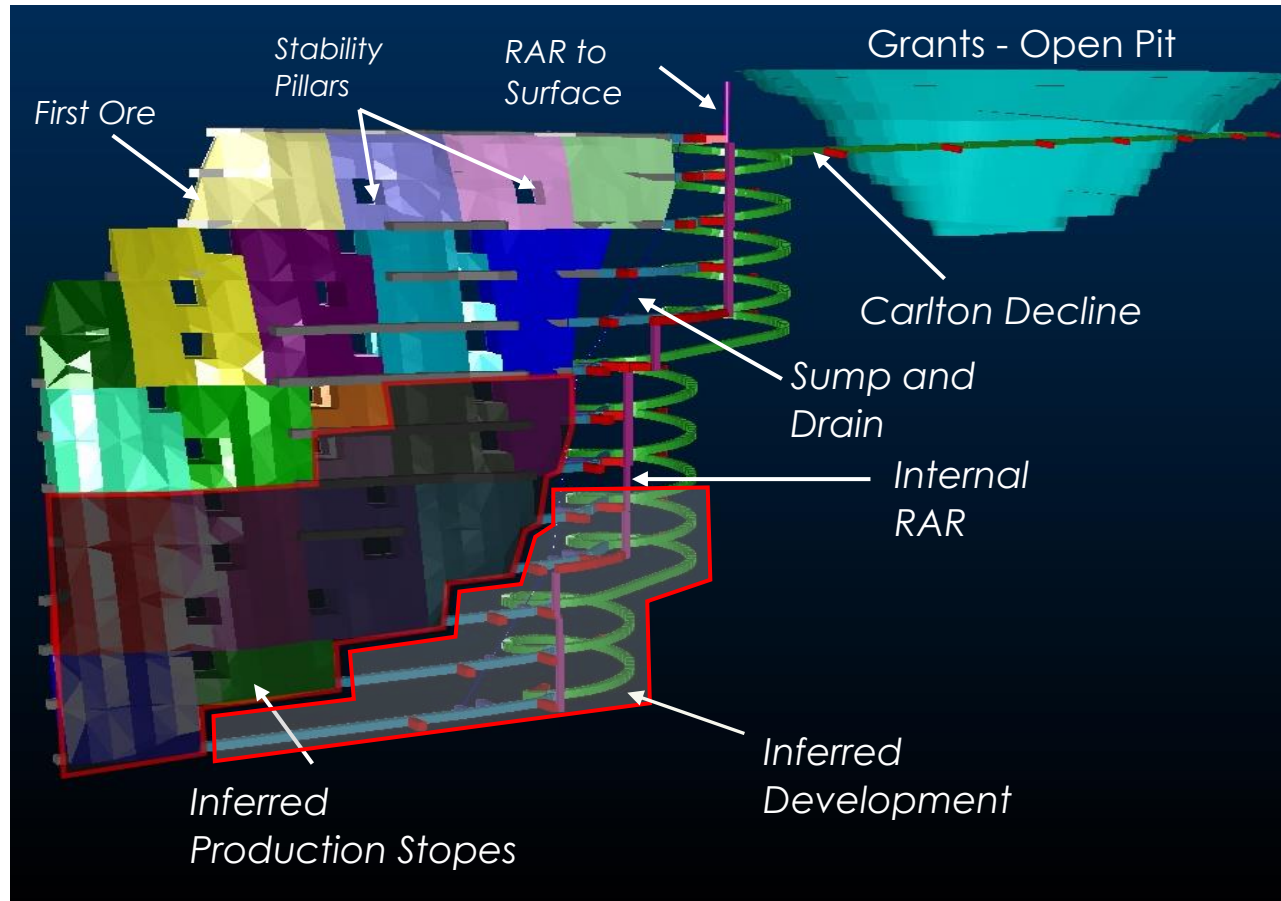 Grants - Open Pit
Stability
Pillars
RAR to
Surface
First Ore
Carlton Decline
Sump and
Drain
Internal
RAR
Inferred
Development
Inferred
Production Stopes